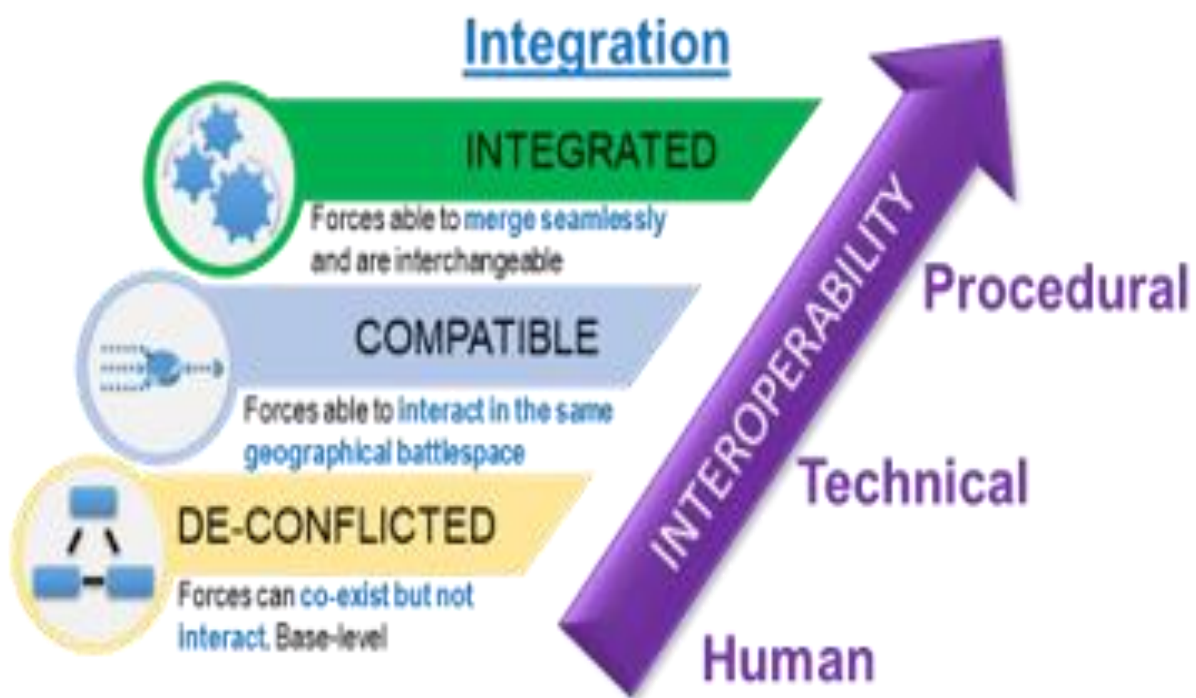 Integration
INTEGRATED
Forces able to merge seamlessly
and are interchangeable
COMPATIBLE
Forces able to interact in the same
geographical battlespace
DE-CONFLICTED
Forces can co-exist but not
interact. Base-level
INTEROPERABILITY
Procedural
Technical
Human